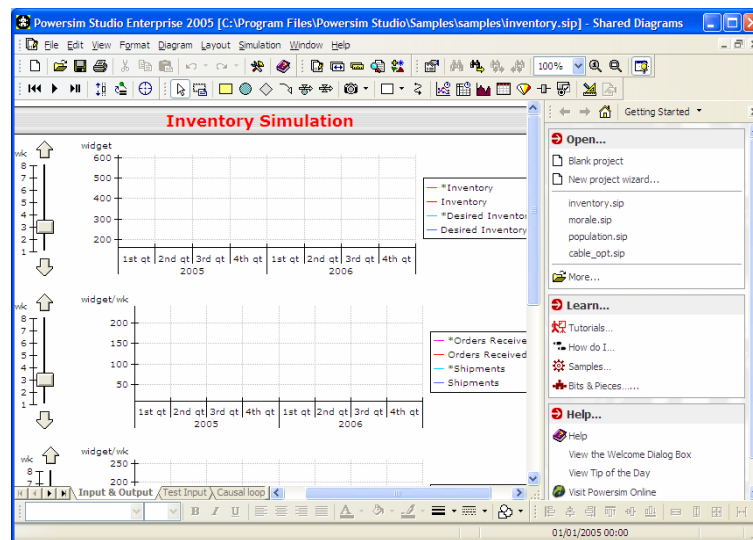 Powersim Studio Enterprise 2005 [C:\Program Files\Powersim Studio\Samples\samples\inventory.sip] - Shared Diagrams
File Edit View Format Diagram Layout Simulation Window Help
100%
Getting Started
Inventory Simulation
wk
8
7
6
5
4
3
2
1
widget
600
500
400
300
200
1st qt 2nd qt 3rd qt 4th qt 1st qt 2nd qt 3rd qt 4th qt
2005 2006
*Inventory
Inventory
*Desired Inventor
Desired Inventory
wk
8
7
6
5
4
3
2
1
widget/wk
200
150
100
50
1st qt 2nd qt 3rd qt 4th qt 1st qt 2nd qt 3rd qt 4th qt
2005 2006
*Orders Receive
Orders Received
*Shipments
Shipments
wk
8
7
widget/wk
250
200
Input & Output Test Input Causal loop
Open...
Blank project
New project wizard...
inventory.sip
morale.sip
population.sip
cable_opt.sip
More...
Learn...
Tutorials...
How do I...
Samples...
Bits & Pieces......
Help...
Help
View the Welcome Dialog Box
View Tip of the Day
Visit Powersim Online
B I U A
01/01/2005 00:00